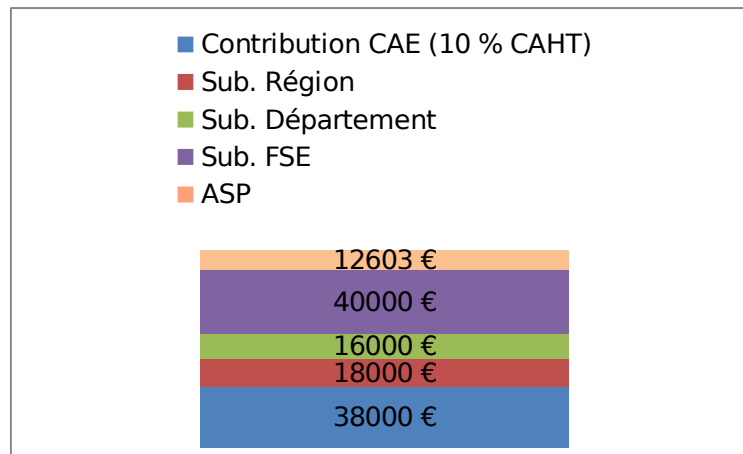 Contribution CAE (10 % CAHT)
Sub. Région
Sub. Département
Sub. FSE
ASP
12603 €
40000 €
16000 €
18000 €
38000 €